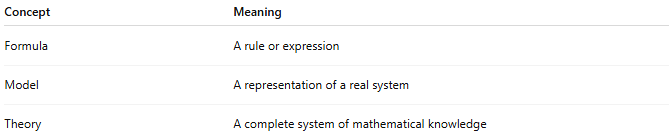 Concept Meaning
Formula A rule or expression
Model A representation of a real system
Theory A complete system of mathematical knowledge